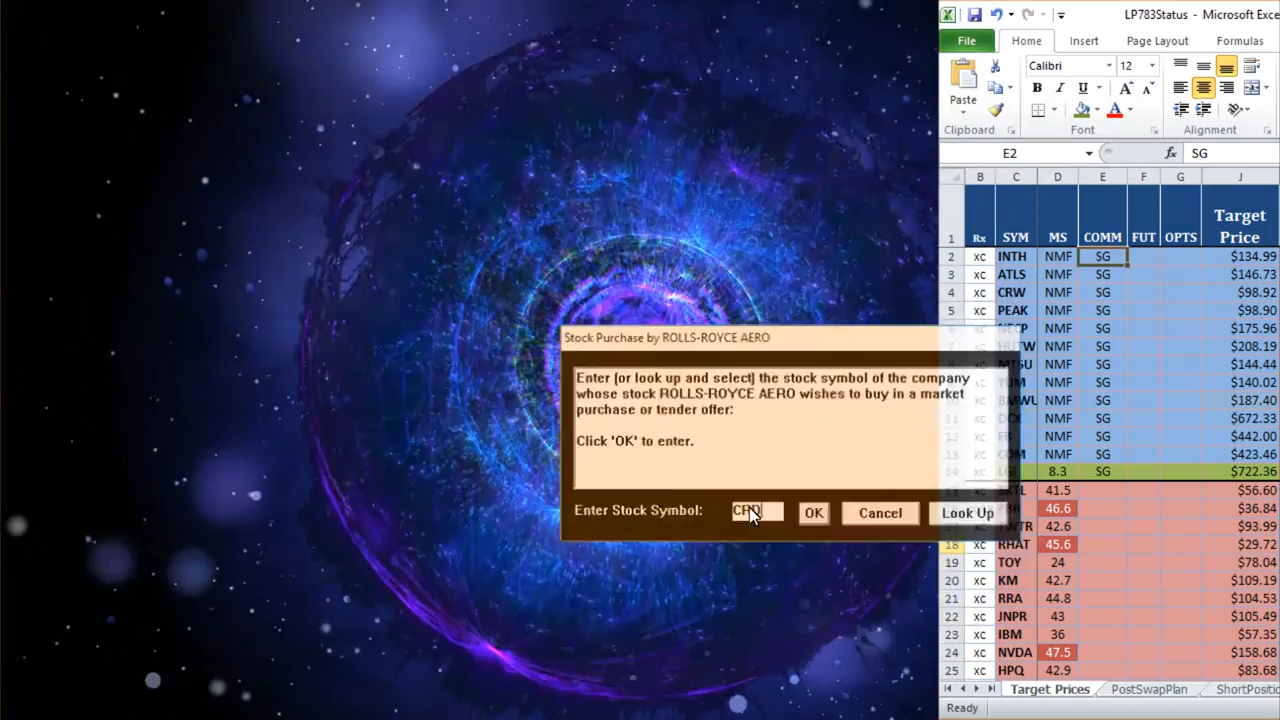 LP783Status - Microsoft Exce
File Home Insert Page Layout Formulas
Calibri 12
B I U A A
Paste
Clipboard Font Alignment
E2 fx SG
B C D E F G J
1 Rx SYM MS COMM FUT OPTS Target Price
2 xc INTH NMF SG $134.99
3 xc ATLS NMF SG $146.73
4 xc CRW NMF SG $98.92
5 xc PEAK NMF SG $98.90
NMF SG $175.96
NMF SG $208.19
NMF SG $164.44
NMF SG $140.02
NMF SG $187.40
NMF SG $672.33
NMF SG $442.00
NMF SG $423.46
8.3 SG $722.36
41.5 $56.60
46.6 $36.84
42.6 $93.99
18 xc RHAT 45.6 $29.72
19 xc TOY 24 $78.04
20 xc KM 42.7 $109.19
21 xc RRA 44.8 $104.53
22 xc JNPR 43 $105.49
23 xc IBM 36 $57.35
24 xc NVDA 47.5 $158.68
25 xc HPQ 42.9 $83.68
Target Prices PostSwapPlan ShortPositio
Ready
Stock Purchase by ROLLS-ROYCE AERO
Enter (or look up and select) the stock symbol of the company
whose stock ROLLS-ROYCE AERO wishes to buy in a market
purchase or tender offer:
Click 'OK' to enter.
Enter Stock Symbol: OK Cancel Look Up